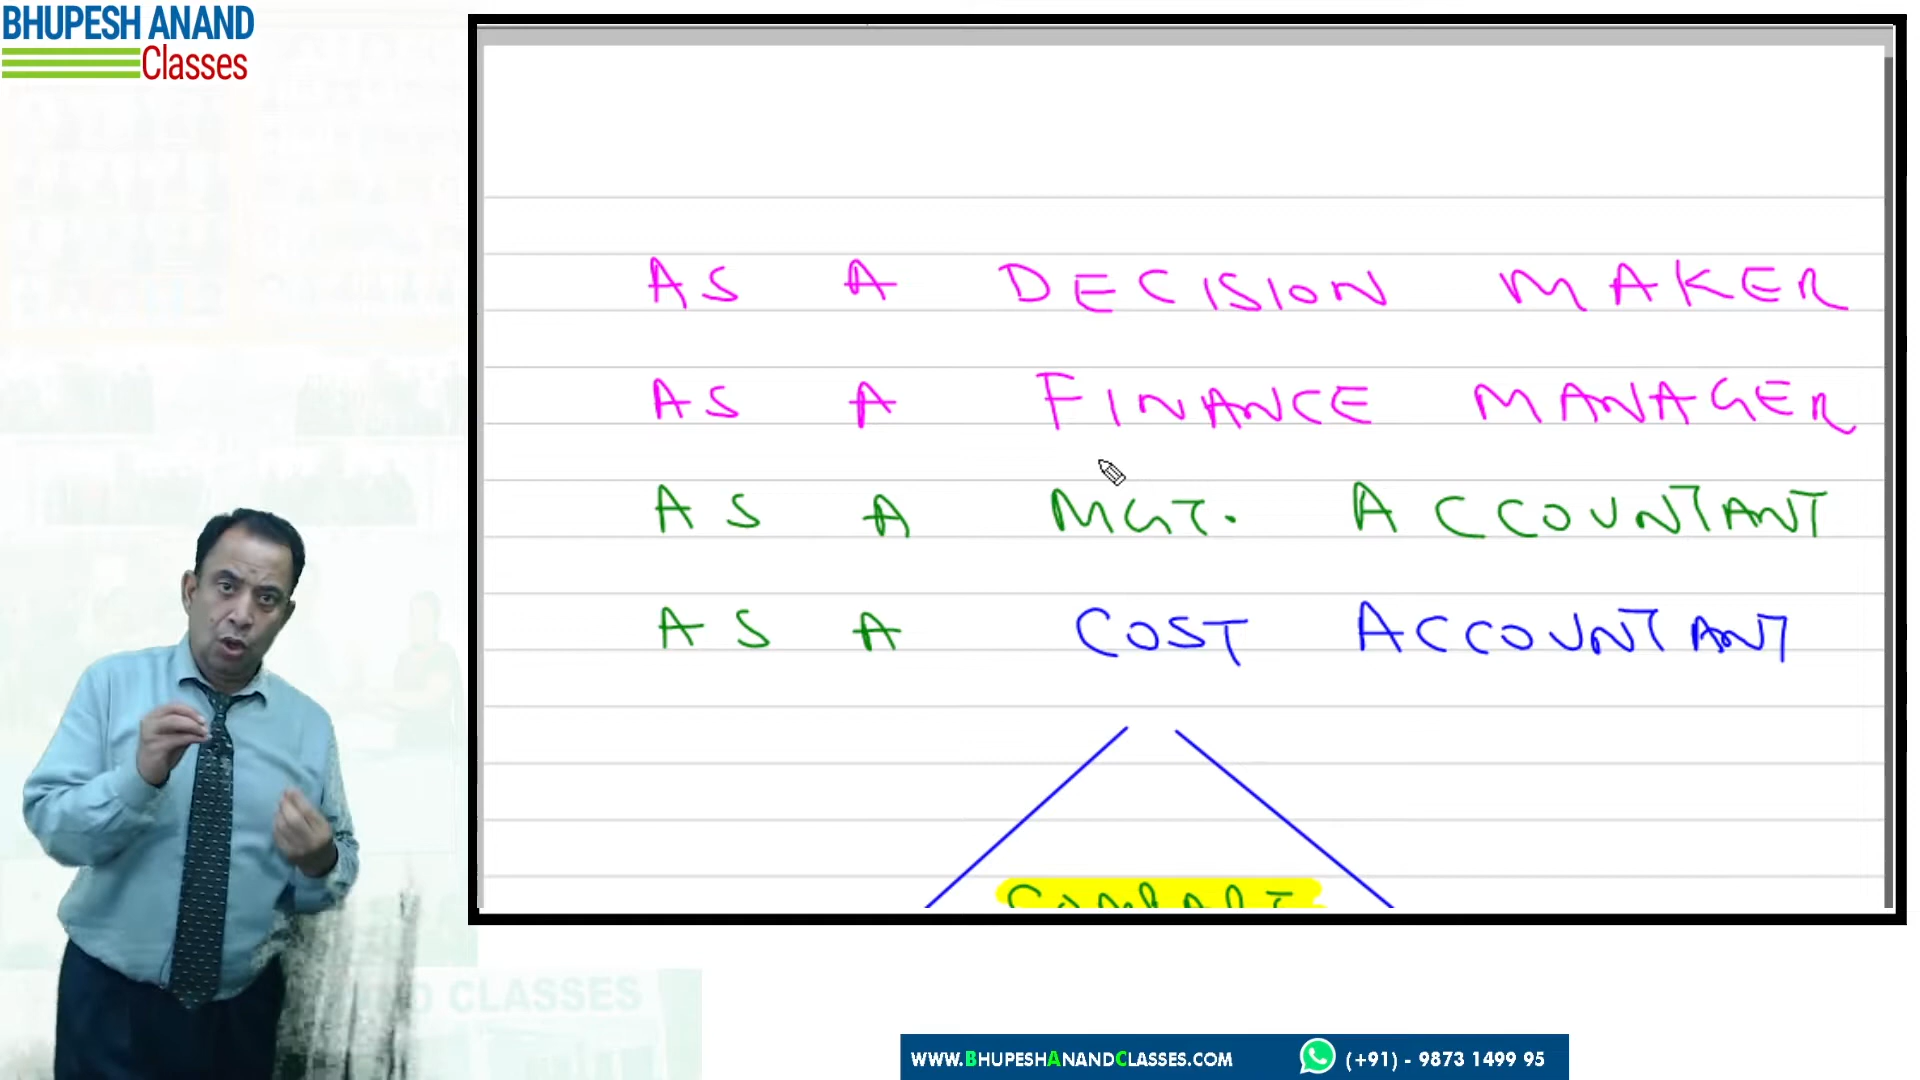 BHUPESH ANAND
Classes
AS A DECISION MAKER
AS A FINANCE MANAGER
AS A MGT. ACCOUNTANT
AS A COST ACCOUNTANT
D CLASSES
WWW.BHUPESHANANDCLASSES.COM (+91) - 9873 1499 95